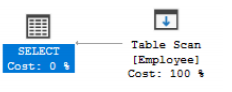 SELECT
Cost: 0 %
Table Scan
[Employee]
Cost: 100 %